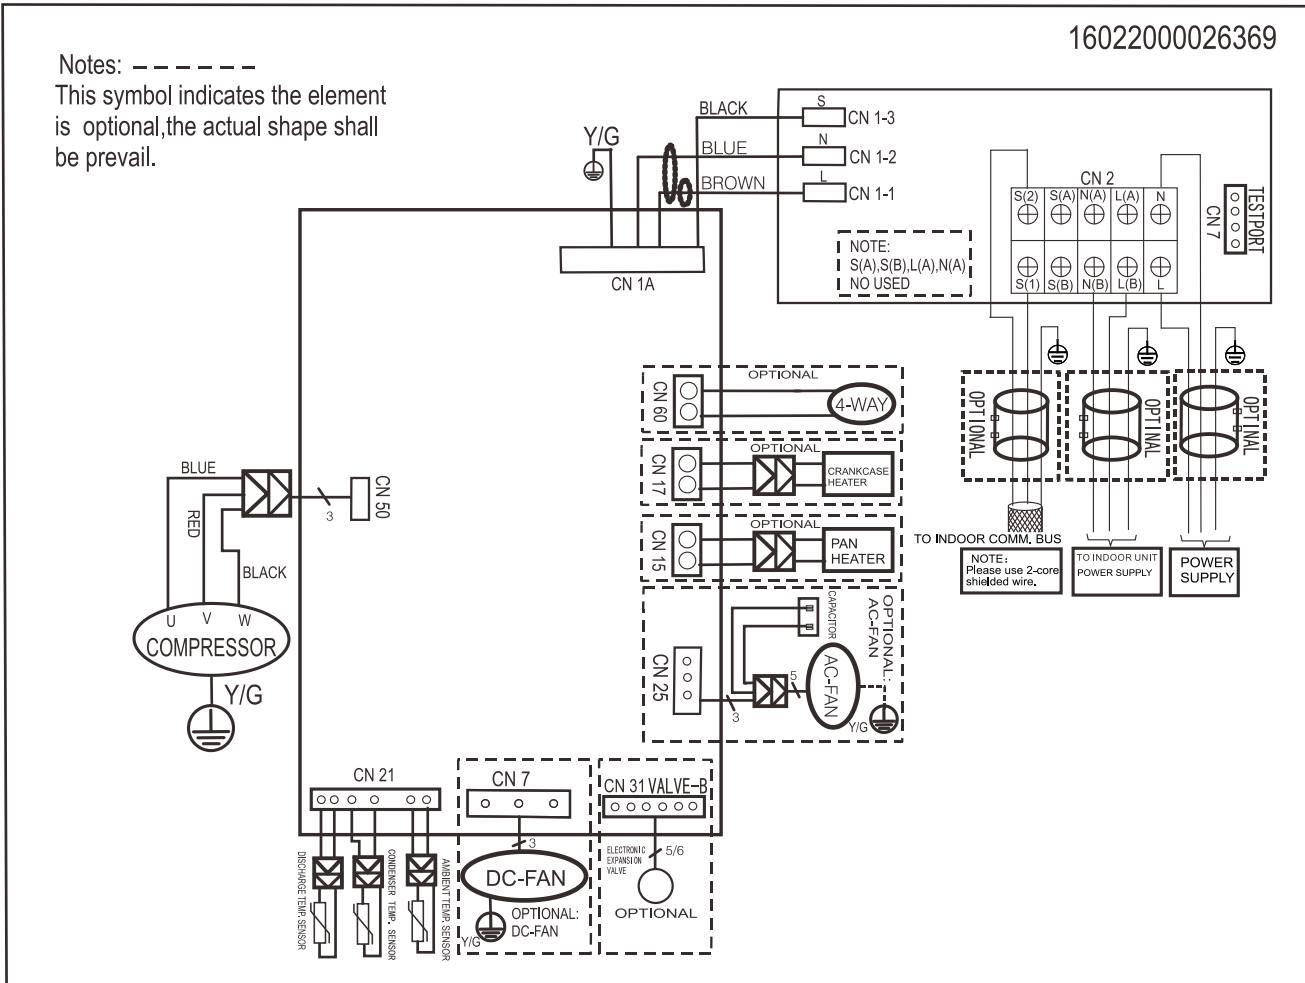 16022000026369
Notes:
This symbol indicates the element
is optional,the actual shape shall
be prevail.
Y/G
BLACK
BLUE
BROWN
S
CN 1-3
N
CN 1-2
L
CN 1-1
CN 1A
NOTE:
S(A),S(B),L(A),N(A)
NO USED
CN 2
S(2)
S(A)
N(A)
L(A)
N
S(1)
S(B)
N(B)
L(B)
L
TESTPORT
CN 7
OPTIONAL
OPTINAL
OPTINAL
TO INDOOR COMM. BUS
NOTE:
Please use 2-core
shielded wire.
TO INDOOR UNIT
POWER SUPPLY
POWER
SUPPLY
OPTIONAL
CN 60
4-WAY
OPTIONAL
CN 17
CRANKCASE
HEATER
OPTIONAL
CN 15
PAN
HEATER
CAPACITOR
OPTIONAL:
AC-FAN
CN 25
3
5
AC-FAN
Y/G
BLUE
RED
BLACK
3
CN 50
U
V
W
COMPRESSOR
Y/G
CN 21
DISCHARGE TEMP. SENSOR
CONDENSER TEMP. SENSOR
AMBIENT TEMP. SENSOR
CN 7
3
DC-FAN
Y/G
OPTIONAL:
DC-FAN
CN 31 VALVE-B
ELECTRONIC
EXPANSION
VALVE
5/6
OPTIONAL